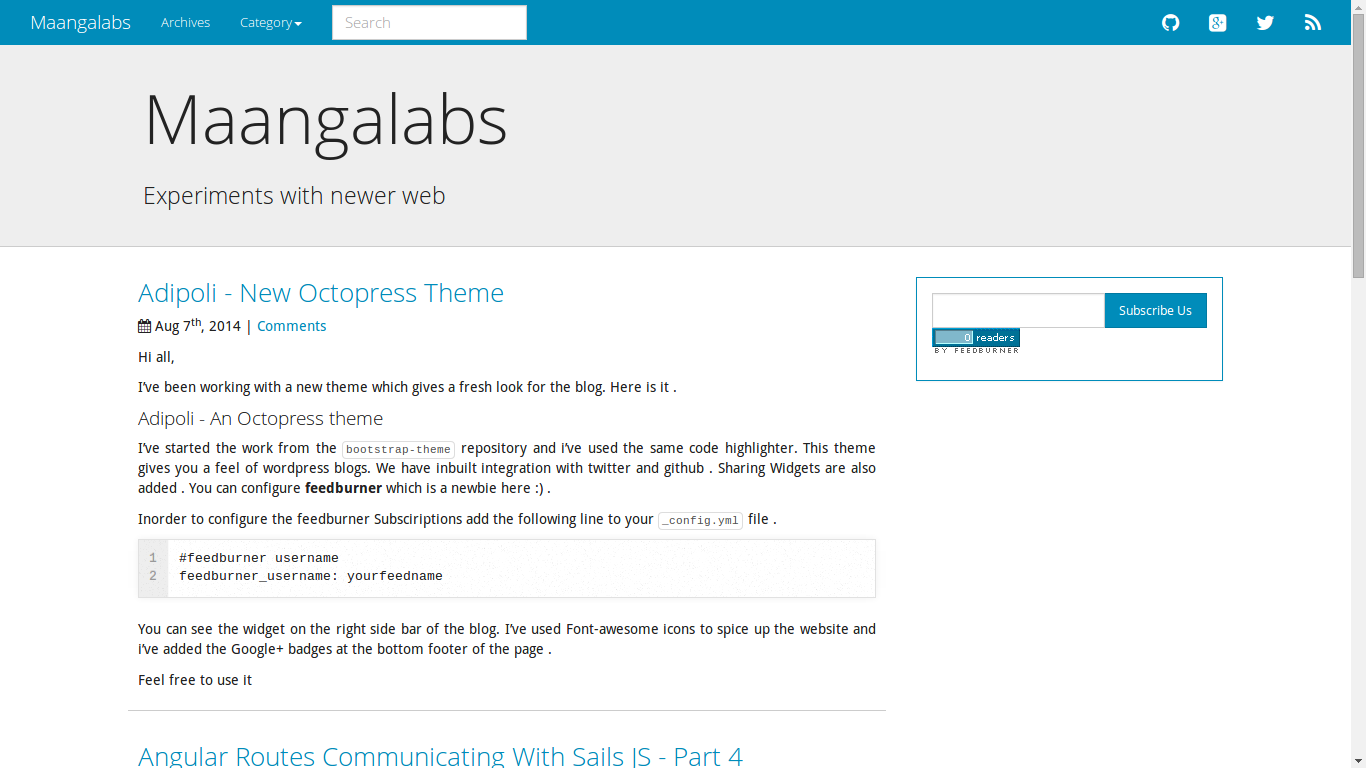 Maangalabs Archives Category Search
Maangalabs
Experiments with newer web
Adipoli - New Octopress Theme
Aug 7th, 2014 | Comments
Hi all,
I’ve been working with a new theme which gives a fresh look for the blog. Here is it .
Adipoli - An Octopress theme
I’ve started the work from the bootstrap-theme repository and i’ve used the same code highlighter. This theme
gives you a feel of wordpress blogs. We have inbuilt integration with twitter and github . Sharing Widgets are also
added . You can configure feedburner which is a newbie here :) .
Inorder to configure the feedburner Subsciriptions add the following line to your _config.yml file .
1 #feedburner username
2 feedburner_username: yourfeedname
You can see the widget on the right side bar of the blog. I’ve used Font-awesome icons to spice up the website and
i’ve added the Google+ badges at the bottom footer of the page .
Feel free to use it
Angular Routes Communicating With Sails JS - Part 4
Subscribe Us
0 readers
BY FEEDBURNER